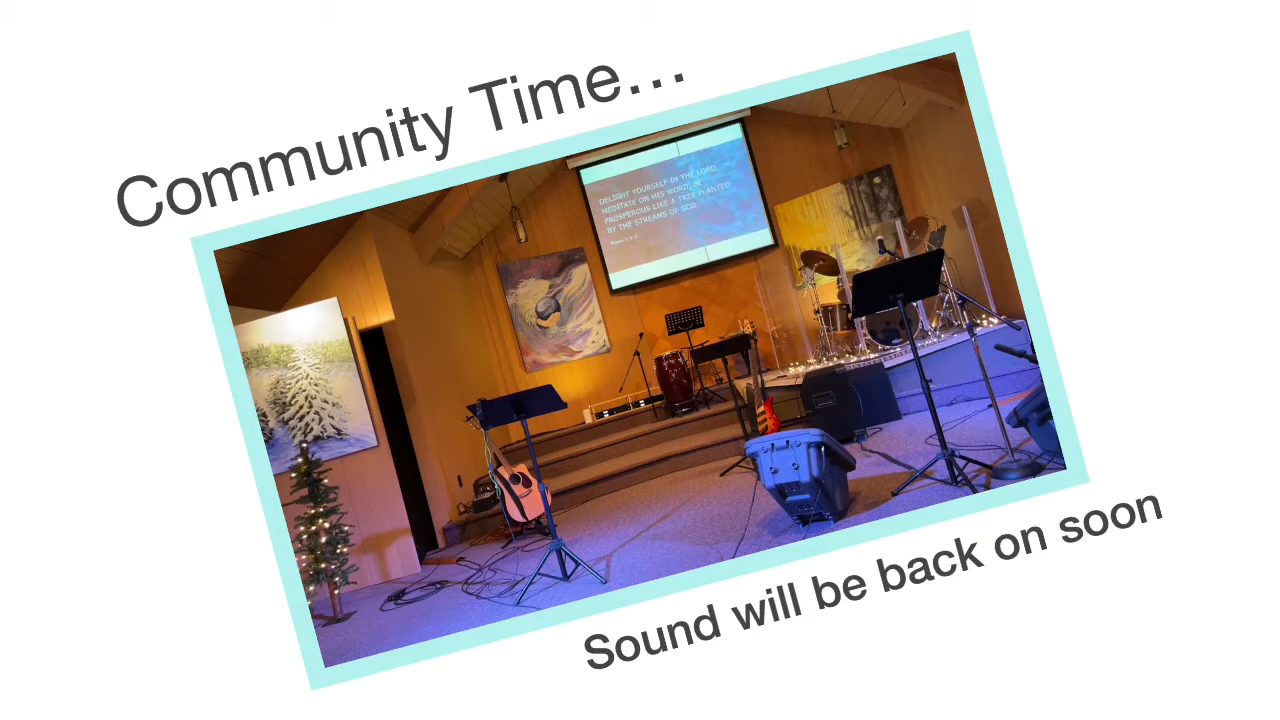 Community Time…
DELIGHT YOURSELF IN THE LORD,
MEDITATE ON HIS WORD, BE
PROSPEROUS LIKE A TREE PLANTED
BY THE STREAMS OF GOD
Sound will be back on soon